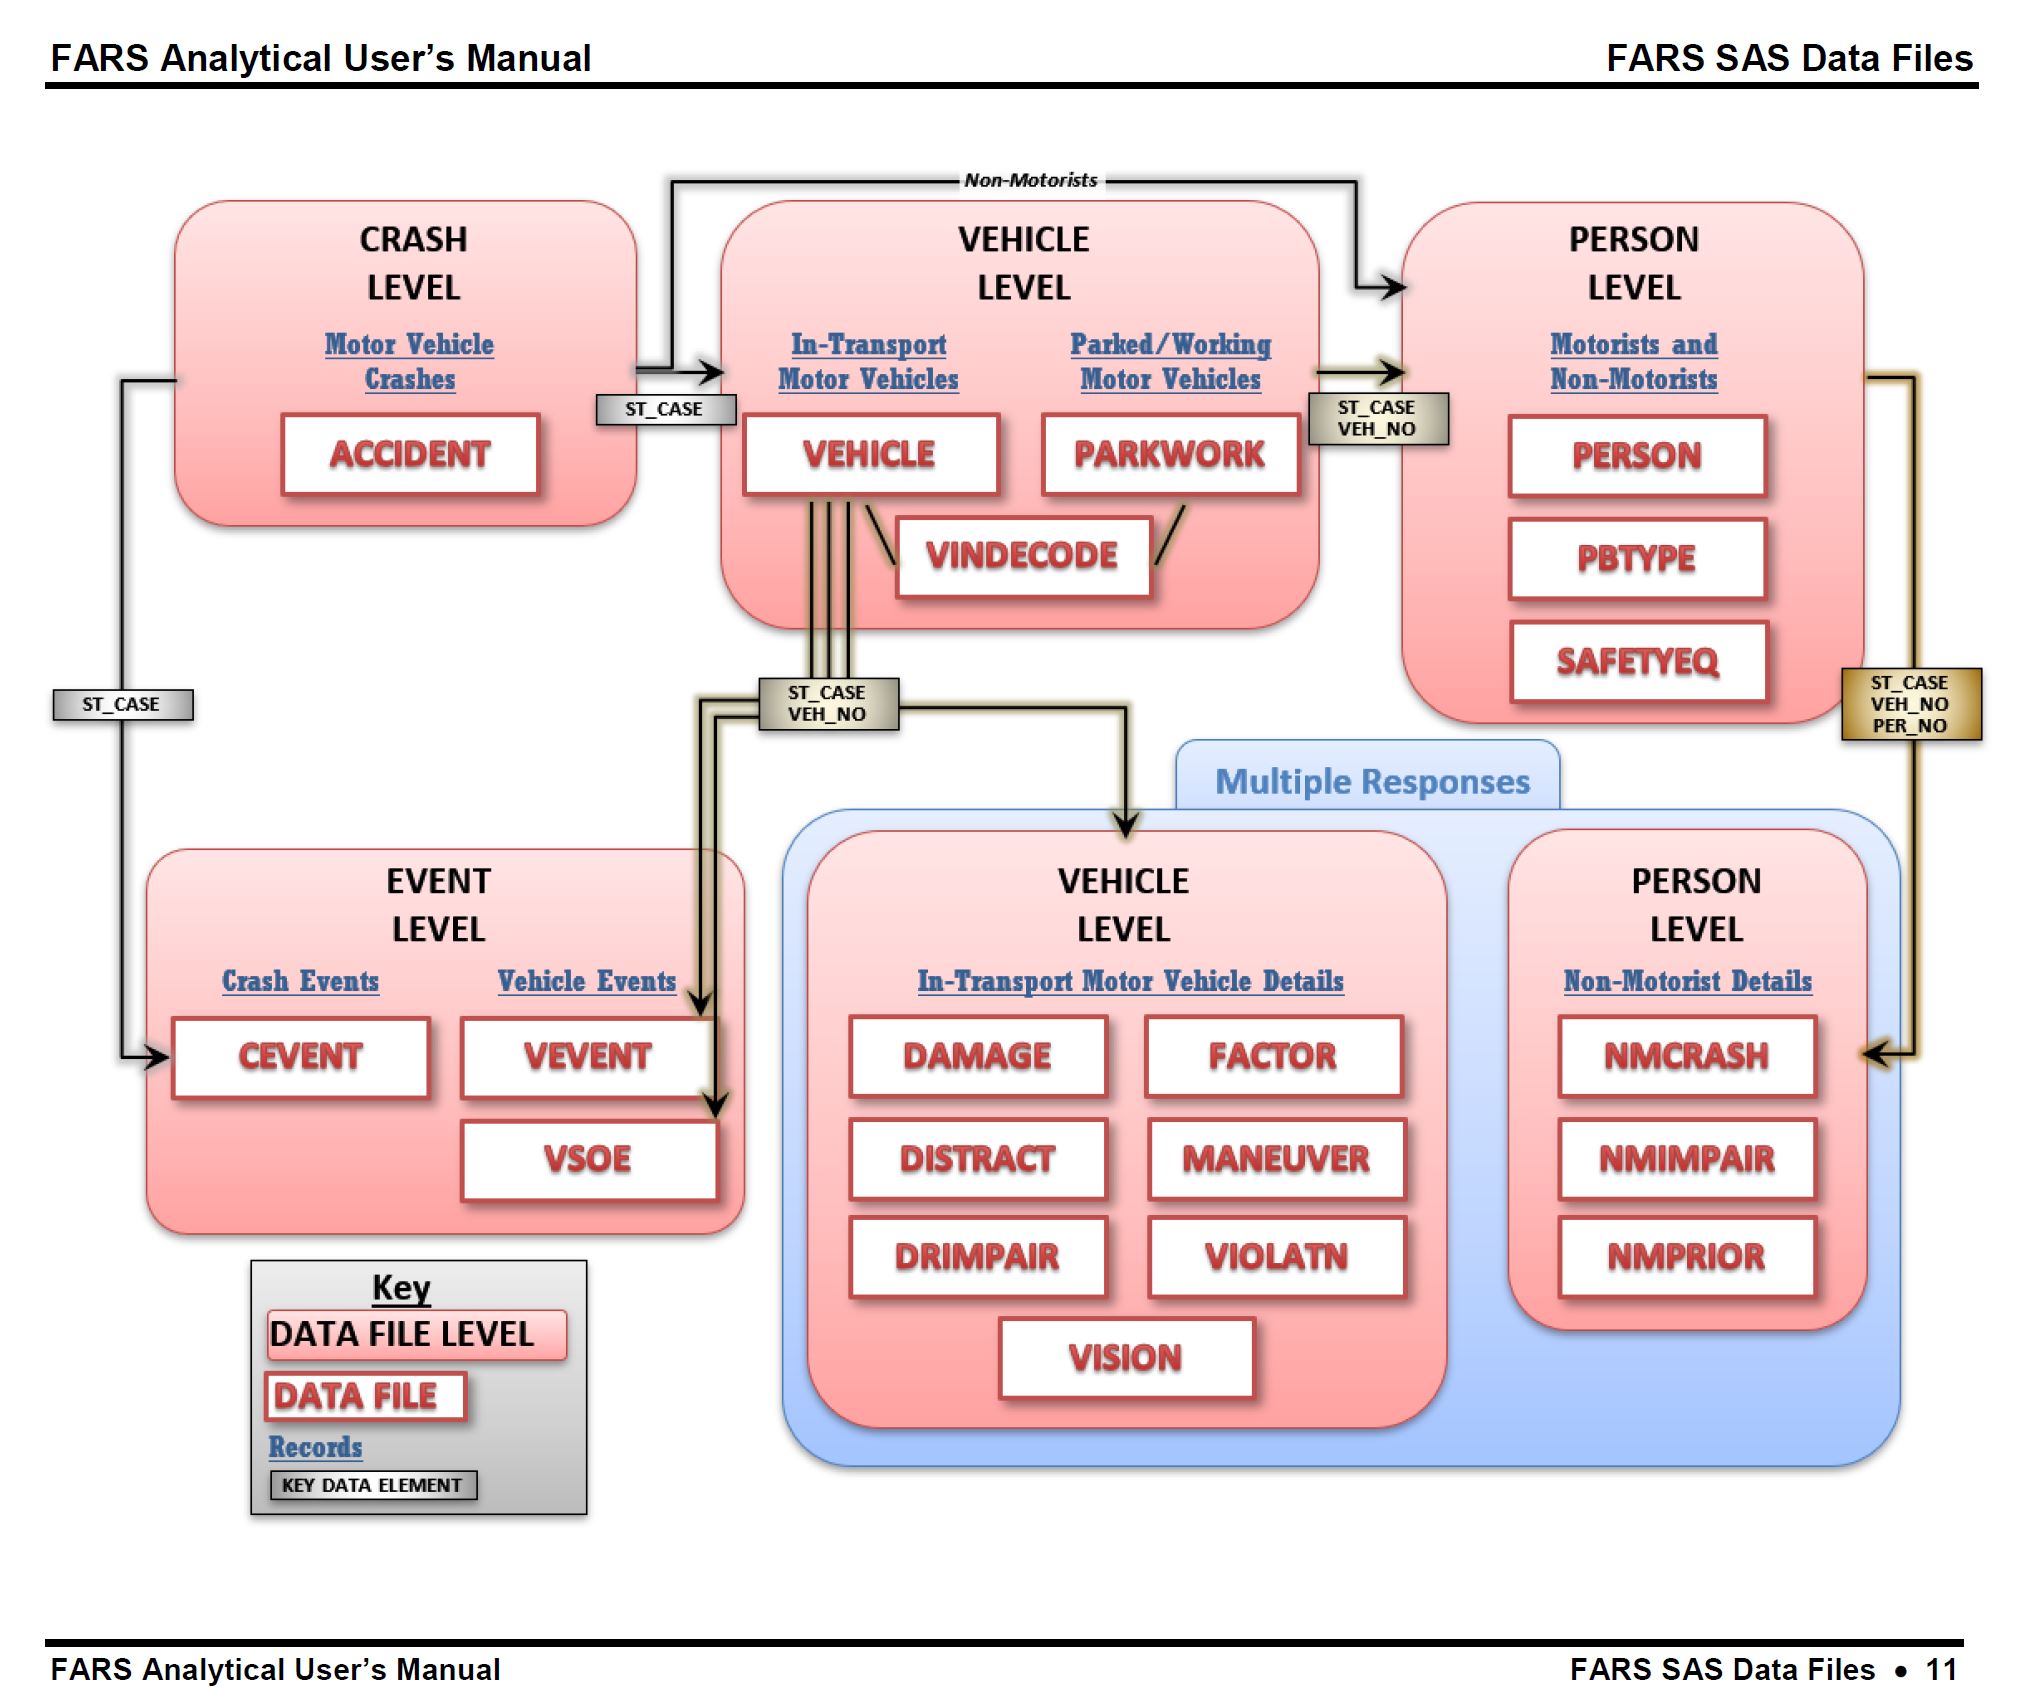 FARS Analytical User’s Manual
FARS SAS Data Files
Non-Motorists
CRASH
LEVEL
Motor Vehicle
Crashes
ACCIDENT
ST_CASE
VEHICLE
LEVEL
In-Transport
Motor Vehicles
Parked/Working
Motor Vehicles
VEHICLE
PARKWORK
VINDECODE
ST_CASE
VEH_NO
PERSON
LEVEL
Motorists and
Non-Motorists
PERSON
PBTYPE
SAFETYEQ
ST_CASE
ST_CASE
VEH_NO
ST_CASE
VEH_NO
PER_NO
EVENT
LEVEL
Crash Events
Vehicle Events
CEVENT
VEVENT
VSOE
Multiple Responses
VEHICLE
LEVEL
In-Transport Motor Vehicle Details
DAMAGE
FACTOR
DISTRACT
MANEUVER
DRIMPAIR
VIOLATN
VISION
PERSON
LEVEL
Non-Motorist Details
NMCRASH
NMIMPAIR
NMPRIOR
Key
DATA FILE LEVEL
DATA FILE
Records
KEY DATA ELEMENT
FARS Analytical User’s Manual
FARS SAS Data Files • 11